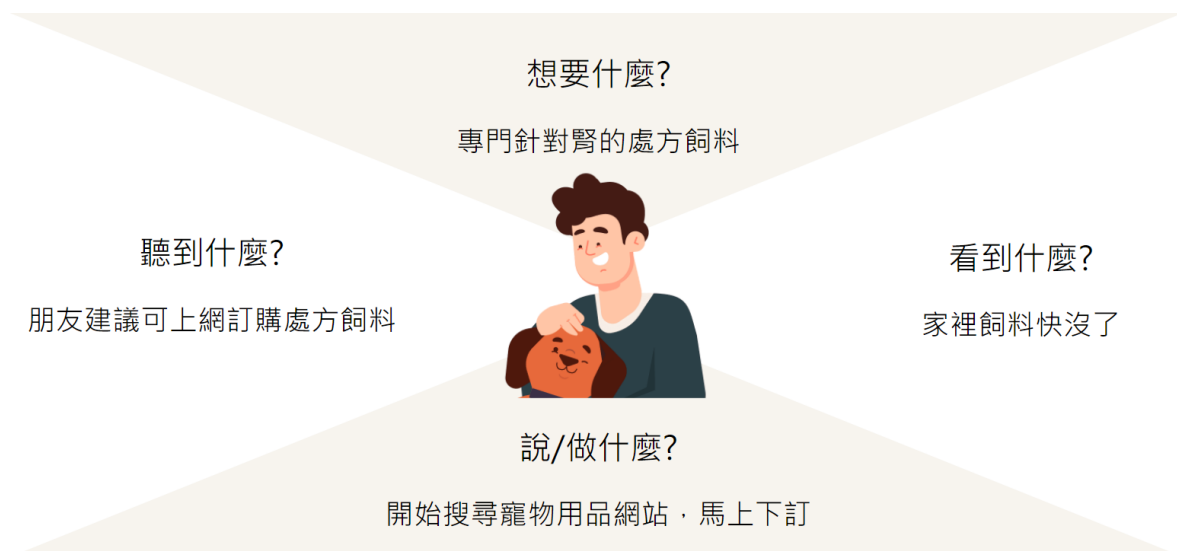 想要什麼?
專門針對腎的處方飼料
聽到什麼?
朋友建議可上網訂購處方飼料
看到什麼?
家裡飼料快沒了
說/做什麼?
開始搜尋寵物用品網站，馬上下訂